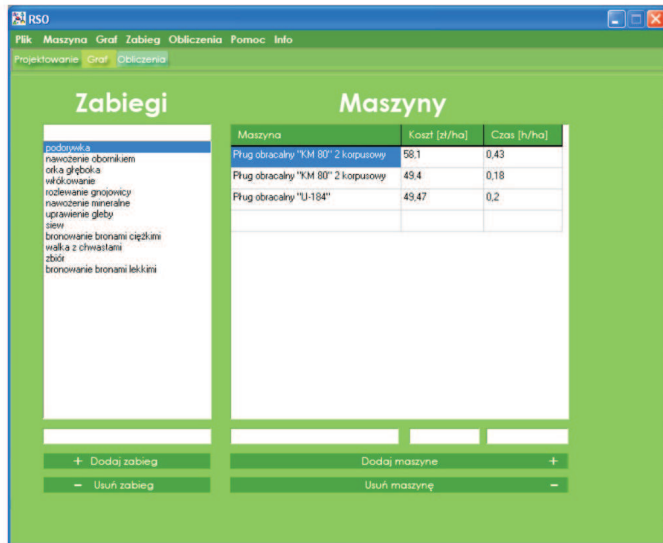 RSO
Plik Maszyna Graf Zabieg Obliczenia Pomoc Info
Projektowanie Graf Obliczenia
Zabiegi
podorywka
nawożenie obornikiem
orka głęboka
włókowanie
rozlewanie gnojowicy
nawożenie mineralne
uprawienie gleby
siew
bronowanie bronami ciężkimi
walka z chwastami
zbiór
bronowanie bronami lekkimi
+ Dodaj zabieg
- Usuń zabieg
Maszyny
Maszyna Koszt [zł/ha] Czas [h/ha]
Pług obracalny "KM 80" 2 korpusowy 58,1 0,43
Pług obracalny "KM 80" 2 korpusowy 49,4 0,18
Pług obracalny "U-184" 49,47 0,2
Dodaj maszyne +
Usuń maszynę -